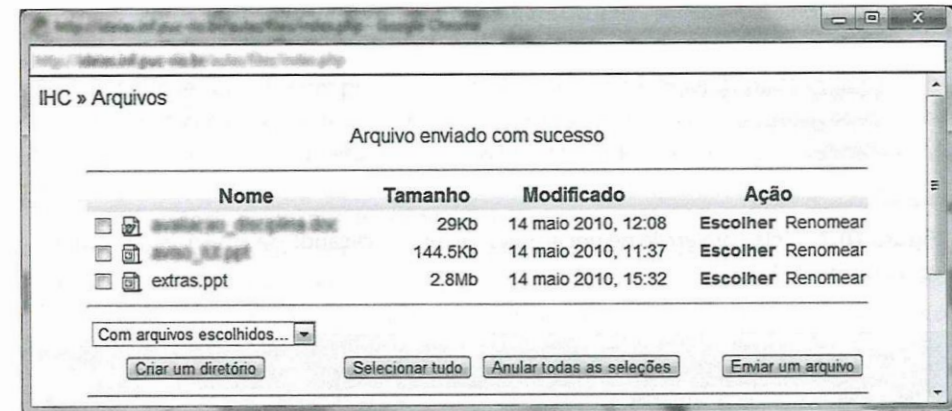 IHC » Arquivos
Arquivo enviado com sucesso
Nome Tamanho Modificado Ação
29Kb 14 maio 2010, 12:08 Escolher Renomear
144.5Kb 14 maio 2010, 11:37 Escolher Renomear
extras.ppt 2.8Mb 14 maio 2010, 15:32 Escolher Renomear
Com arquivos escolhidos...
Criar um diretório Selecionar tudo Anular todas as seleções Enviar um arquivo